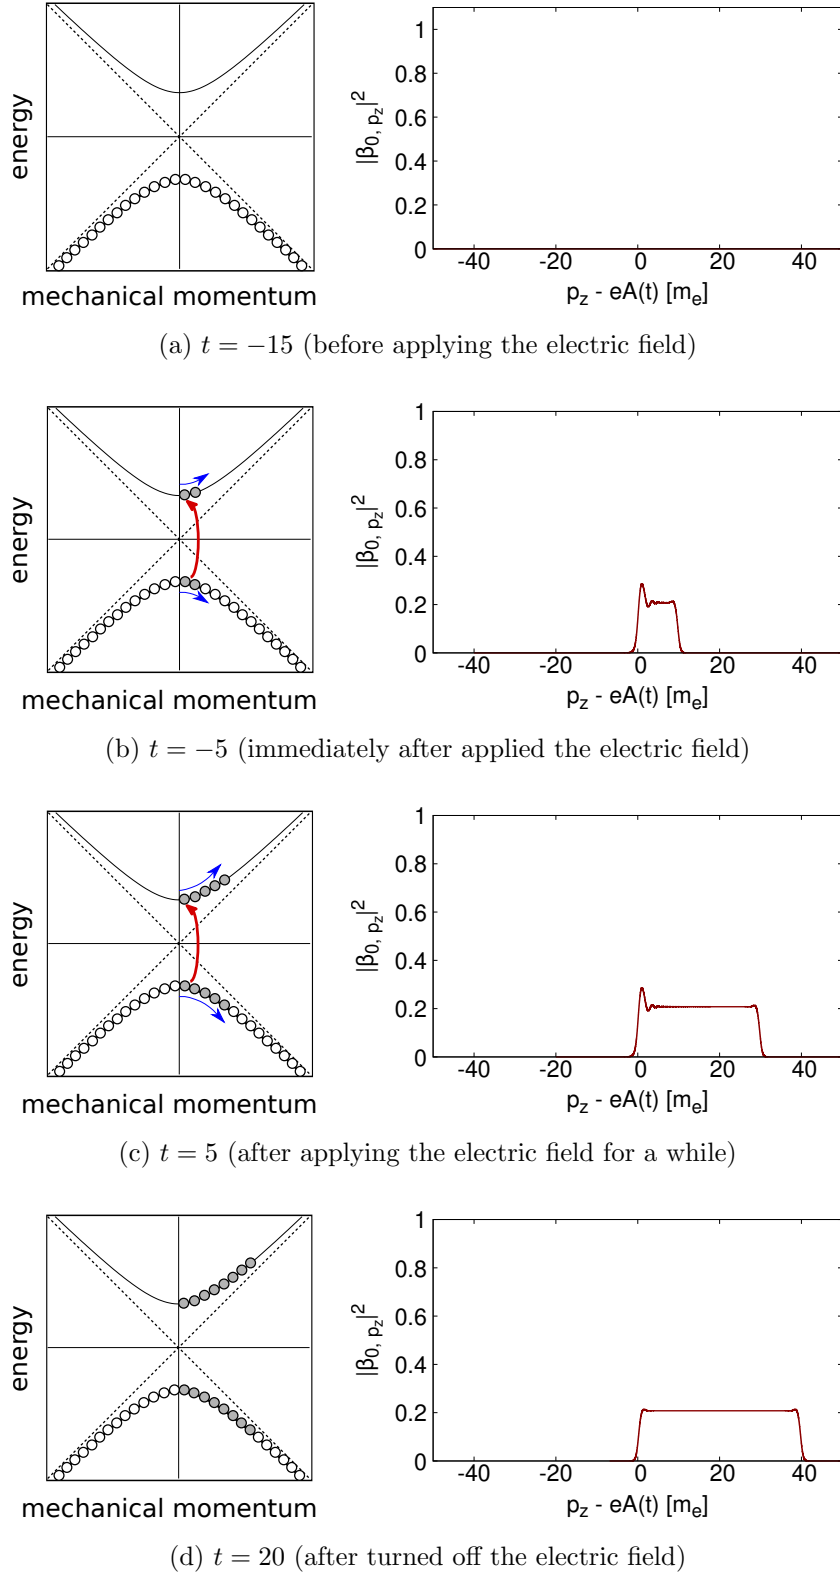 energy
mechanical momentum
|β0, pz|²
1
0.8
0.6
0.4
0.2
0
-40 -20 0 20 40
pz - eA(t) [me]
(a) t = −15 (before applying the electric field)
energy
mechanical momentum
|β0, pz|²
1
0.8
0.6
0.4
0.2
0
-40 -20 0 20 40
pz - eA(t) [me]
(b) t = −5 (immediately after applied the electric field)
energy
mechanical momentum
|β0, pz|²
1
0.8
0.6
0.4
0.2
0
-40 -20 0 20 40
pz - eA(t) [me]
(c) t = 5 (after applying the electric field for a while)
energy
mechanical momentum
|β0, pz|²
1
0.8
0.6
0.4
0.2
0
-40 -20 0 20 40
pz - eA(t) [me]
(d) t = 20 (after turned off the electric field)